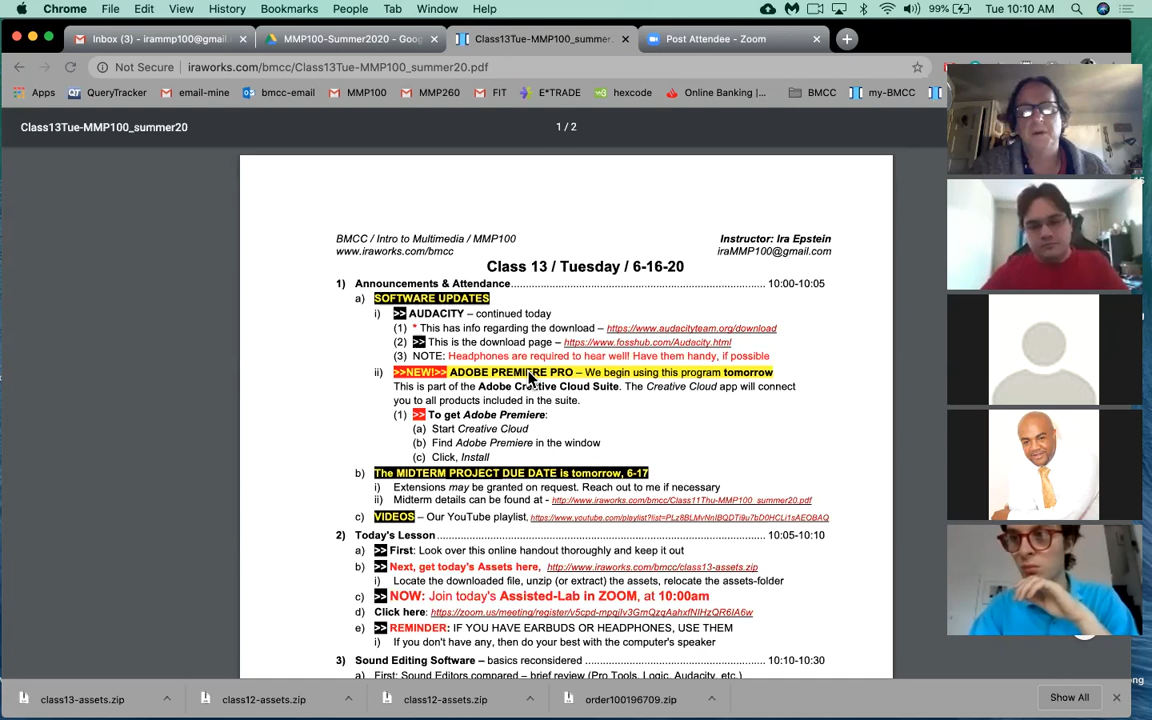 Chrome File Edit View History Bookmarks People Tab Window Help 99% Tue 10:10 AM
Inbox (3) - irammp100@gmail MMP100-Summer2020 - Goog Class13Tue-MMP100_summer Post Attendee - Zoom
Not Secure iraworks.com/bmcc/Class13Tue-MMP100_summer20.pdf
Apps QueryTracker email-mine bmcc-email MMP100 MMP260 FIT E*TRADE hexcode Online Banking |... BMCC my-BMCC
Class13Tue-MMP100_summer20 1 / 2
BMCC / Intro to Multimedia / MMP100 Instructor: Ira Epstein
www.iraworks.com/bmcc iraMMP100@gmail.com
Class 13 / Tuesday / 6-16-20
1) Announcements & Attendance 10:00-10:05
a) SOFTWARE UPDATES
i) >> AUDACITY – continued today
(1) * This has info regarding the download – https://www.audacityteam.org/download
(2) >> This is the download page – https://www.fosshub.com/Audacity.html
(3) NOTE: Headphones are required to hear well! Have them handy, if possible
ii) >>NEW!>> ADOBE PREMIERE PRO – We begin using this program tomorrow
This is part of the Adobe Creative Cloud Suite. The Creative Cloud app will connect
you to all products included in the suite.
(1) >> To get Adobe Premiere:
(a) Start Creative Cloud
(b) Find Adobe Premiere in the window
(c) Click, Install
b) The MIDTERM PROJECT DUE DATE is tomorrow, 6-17
i) Extensions may be granted on request. Reach out to me if necessary
ii) Midterm details can be found at - http://www.iraworks.com/bmcc/Class11Thu-MMP100_summer20.pdf
c) VIDEOS – Our YouTube playlist,
2) Today's Lesson 10:05-10:10
a) >> First: Look over this online handout thoroughly and keep it out
b) >> Next, get today's Assets here, http://www.iraworks.com/bmcc/class13-assets.zip
i) Locate the downloaded file, unzip (or extract) the assets, relocate the assets-folder
c) >> NOW: Join today's Assisted-Lab in ZOOM, at 10:00am
d) Click here:
e) >> REMINDER: IF YOU HAVE EARBUDS OR HEADPHONES, USE THEM
i) If you don't have any, then do your best with the computer's speaker
3) Sound Editing Software – basics reconsidered 10:10-10:30
a) First: Sound Editors compared – brief review (Pro Tools, Logic, Audacity, etc.)
class13-assets.zip class12-assets.zip class12-assets.zip order100196709.zip Show All